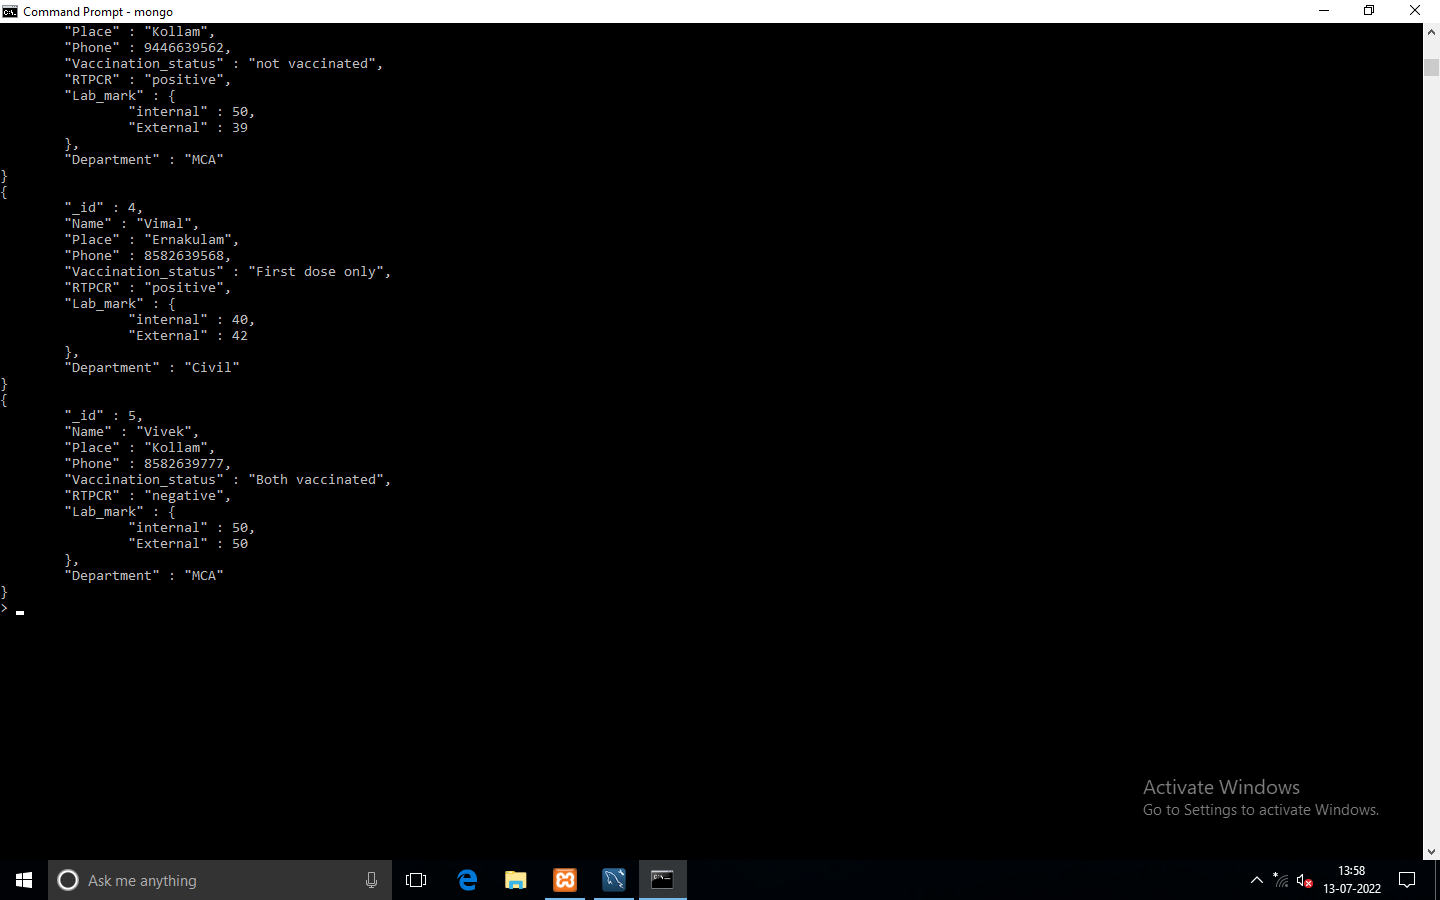 Command Prompt - mongo
"Place" : "Kollam",
"Phone" : 9446639562,
"Vaccination_status" : "not vaccinated",
"RTPCR" : "positive",
"Lab_mark" : {
"internal" : 50,
"External" : 39
},
"Department" : "MCA"
}
{
"_id" : 4,
"Name" : "Vimal",
"Place" : "Ernakulam",
"Phone" : 8582639568,
"Vaccination_status" : "First dose only",
"RTPCR" : "positive",
"Lab_mark" : {
"internal" : 40,
"External" : 42
},
"Department" : "Civil"
}
{
"_id" : 5,
"Name" : "Vivek",
"Place" : "Kollam",
"Phone" : 8582639777,
"Vaccination_status" : "Both vaccinated",
"RTPCR" : "negative",
"Lab_mark" : {
"internal" : 50,
"External" : 50
},
"Department" : "MCA"
}
>
Activate Windows
Go to Settings to activate Windows.
Ask me anything
13:58
13-07-2022